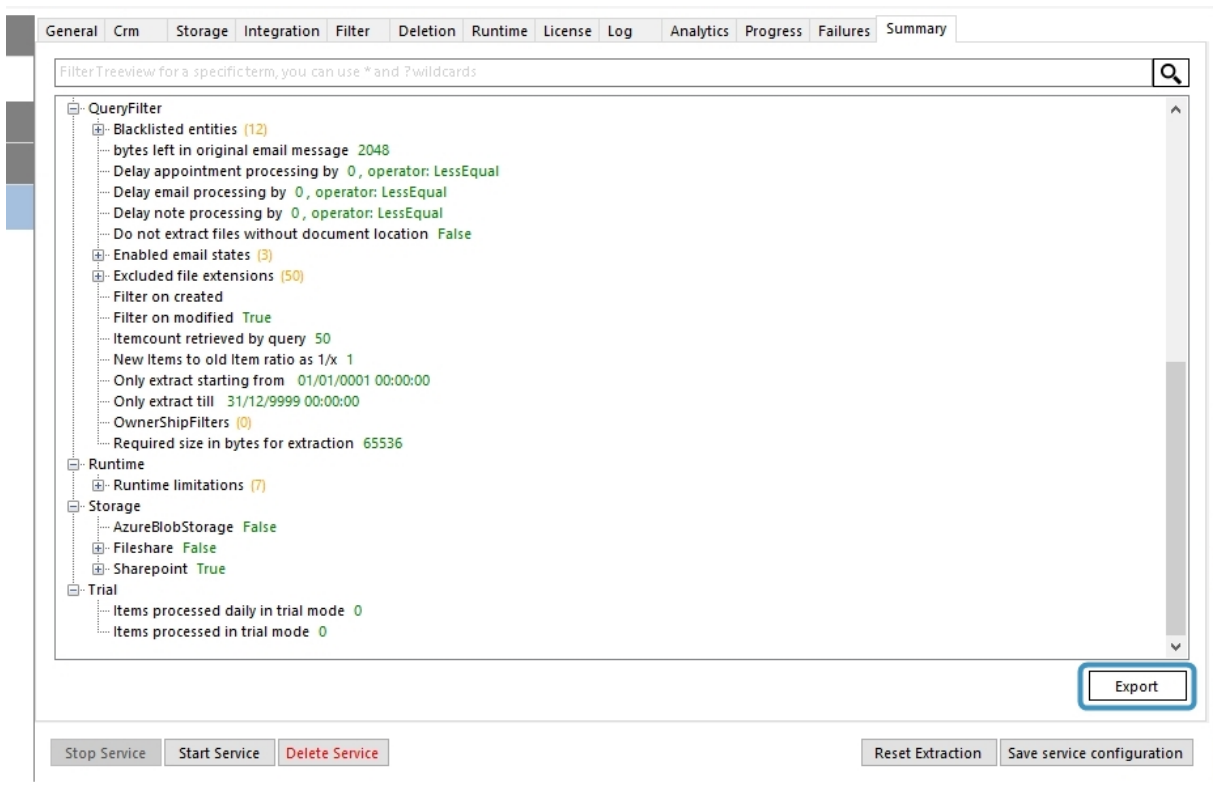 General Crm Storage Integration Filter Deletion Runtime License Log Analytics Progress Failures Summary
Filter Treeview for a specific term, you can use * and ? wildcards
QueryFilter
Blacklisted entities (12)
bytes left in original email message 2048
Delay appointment processing by 0 , operator: LessEqual
Delay email processing by 0 , operator: LessEqual
Delay note processing by 0 , operator: LessEqual
Do not extract files without document location False
Enabled email states (3)
Excluded file extensions (50)
Filter on created
Filter on modified True
Itemcount retrieved by query 50
New Items to old Item ratio as 1/x 1
Only extract starting from 01/01/0001 00:00:00
Only extract till 31/12/9999 00:00:00
OwnerShipFilters (0)
Required size in bytes for extraction 65536
Runtime
Runtime limitations (7)
Storage
AzureBlobStorage False
Fileshare False
Sharepoint True
Trial
Items processed daily in trial mode 0
Items processed in trial mode 0
Export
Stop Service Start Service Delete Service Reset Extraction Save service configuration